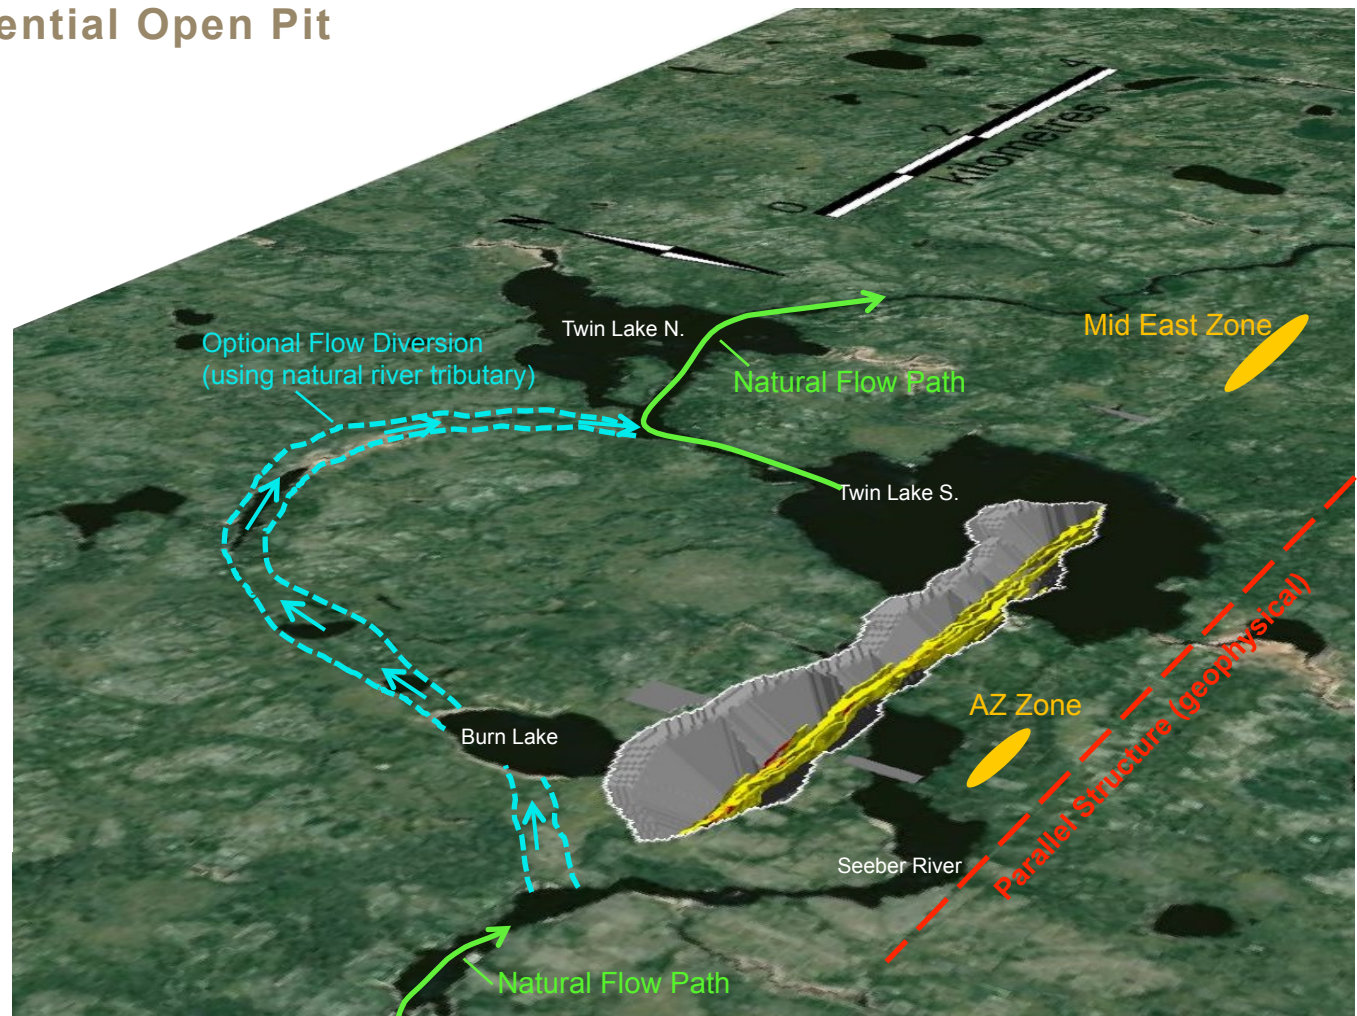 ential Open Pit
4
2
kilometres
0
N
Twin Lake N.
Mid East Zone
Optional Flow Diversion
(using natural river tributary)
Natural Flow Path
Twin Lake S.
Parallel Structure (geophysical)
AZ Zone
Burn Lake
Seeber River
Natural Flow Path